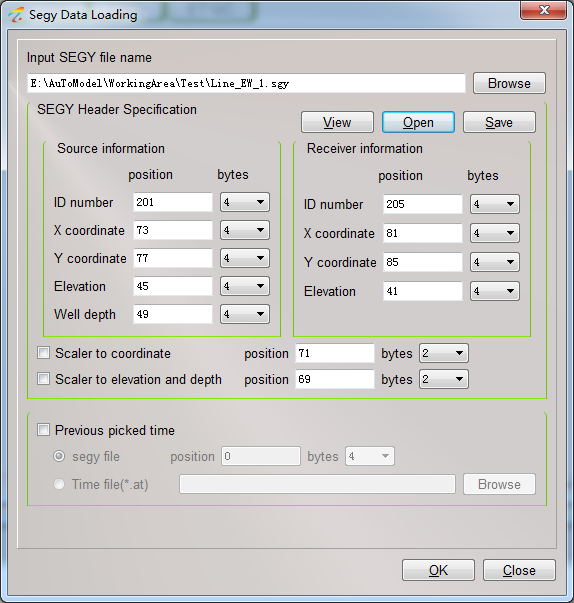 Segy Data Loading
Input SEGY file name
E:\AuToModel\WorkingArea\Test\Line_EW_1.sgy Browse
SEGY Header Specification
View Open Save
Source information
position bytes
ID number 201 4
X coordinate 73 4
Y coordinate 77 4
Elevation 45 4
Well depth 49 4
Receiver information
position bytes
ID number 205 4
X coordinate 81 4
Y coordinate 85 4
Elevation 41 4
Scaler to coordinate position 71 bytes 2
Scaler to elevation and depth position 69 bytes 2
Previous picked time
segy file position 0 bytes 4
Time file(*.at) Browse
OK Close